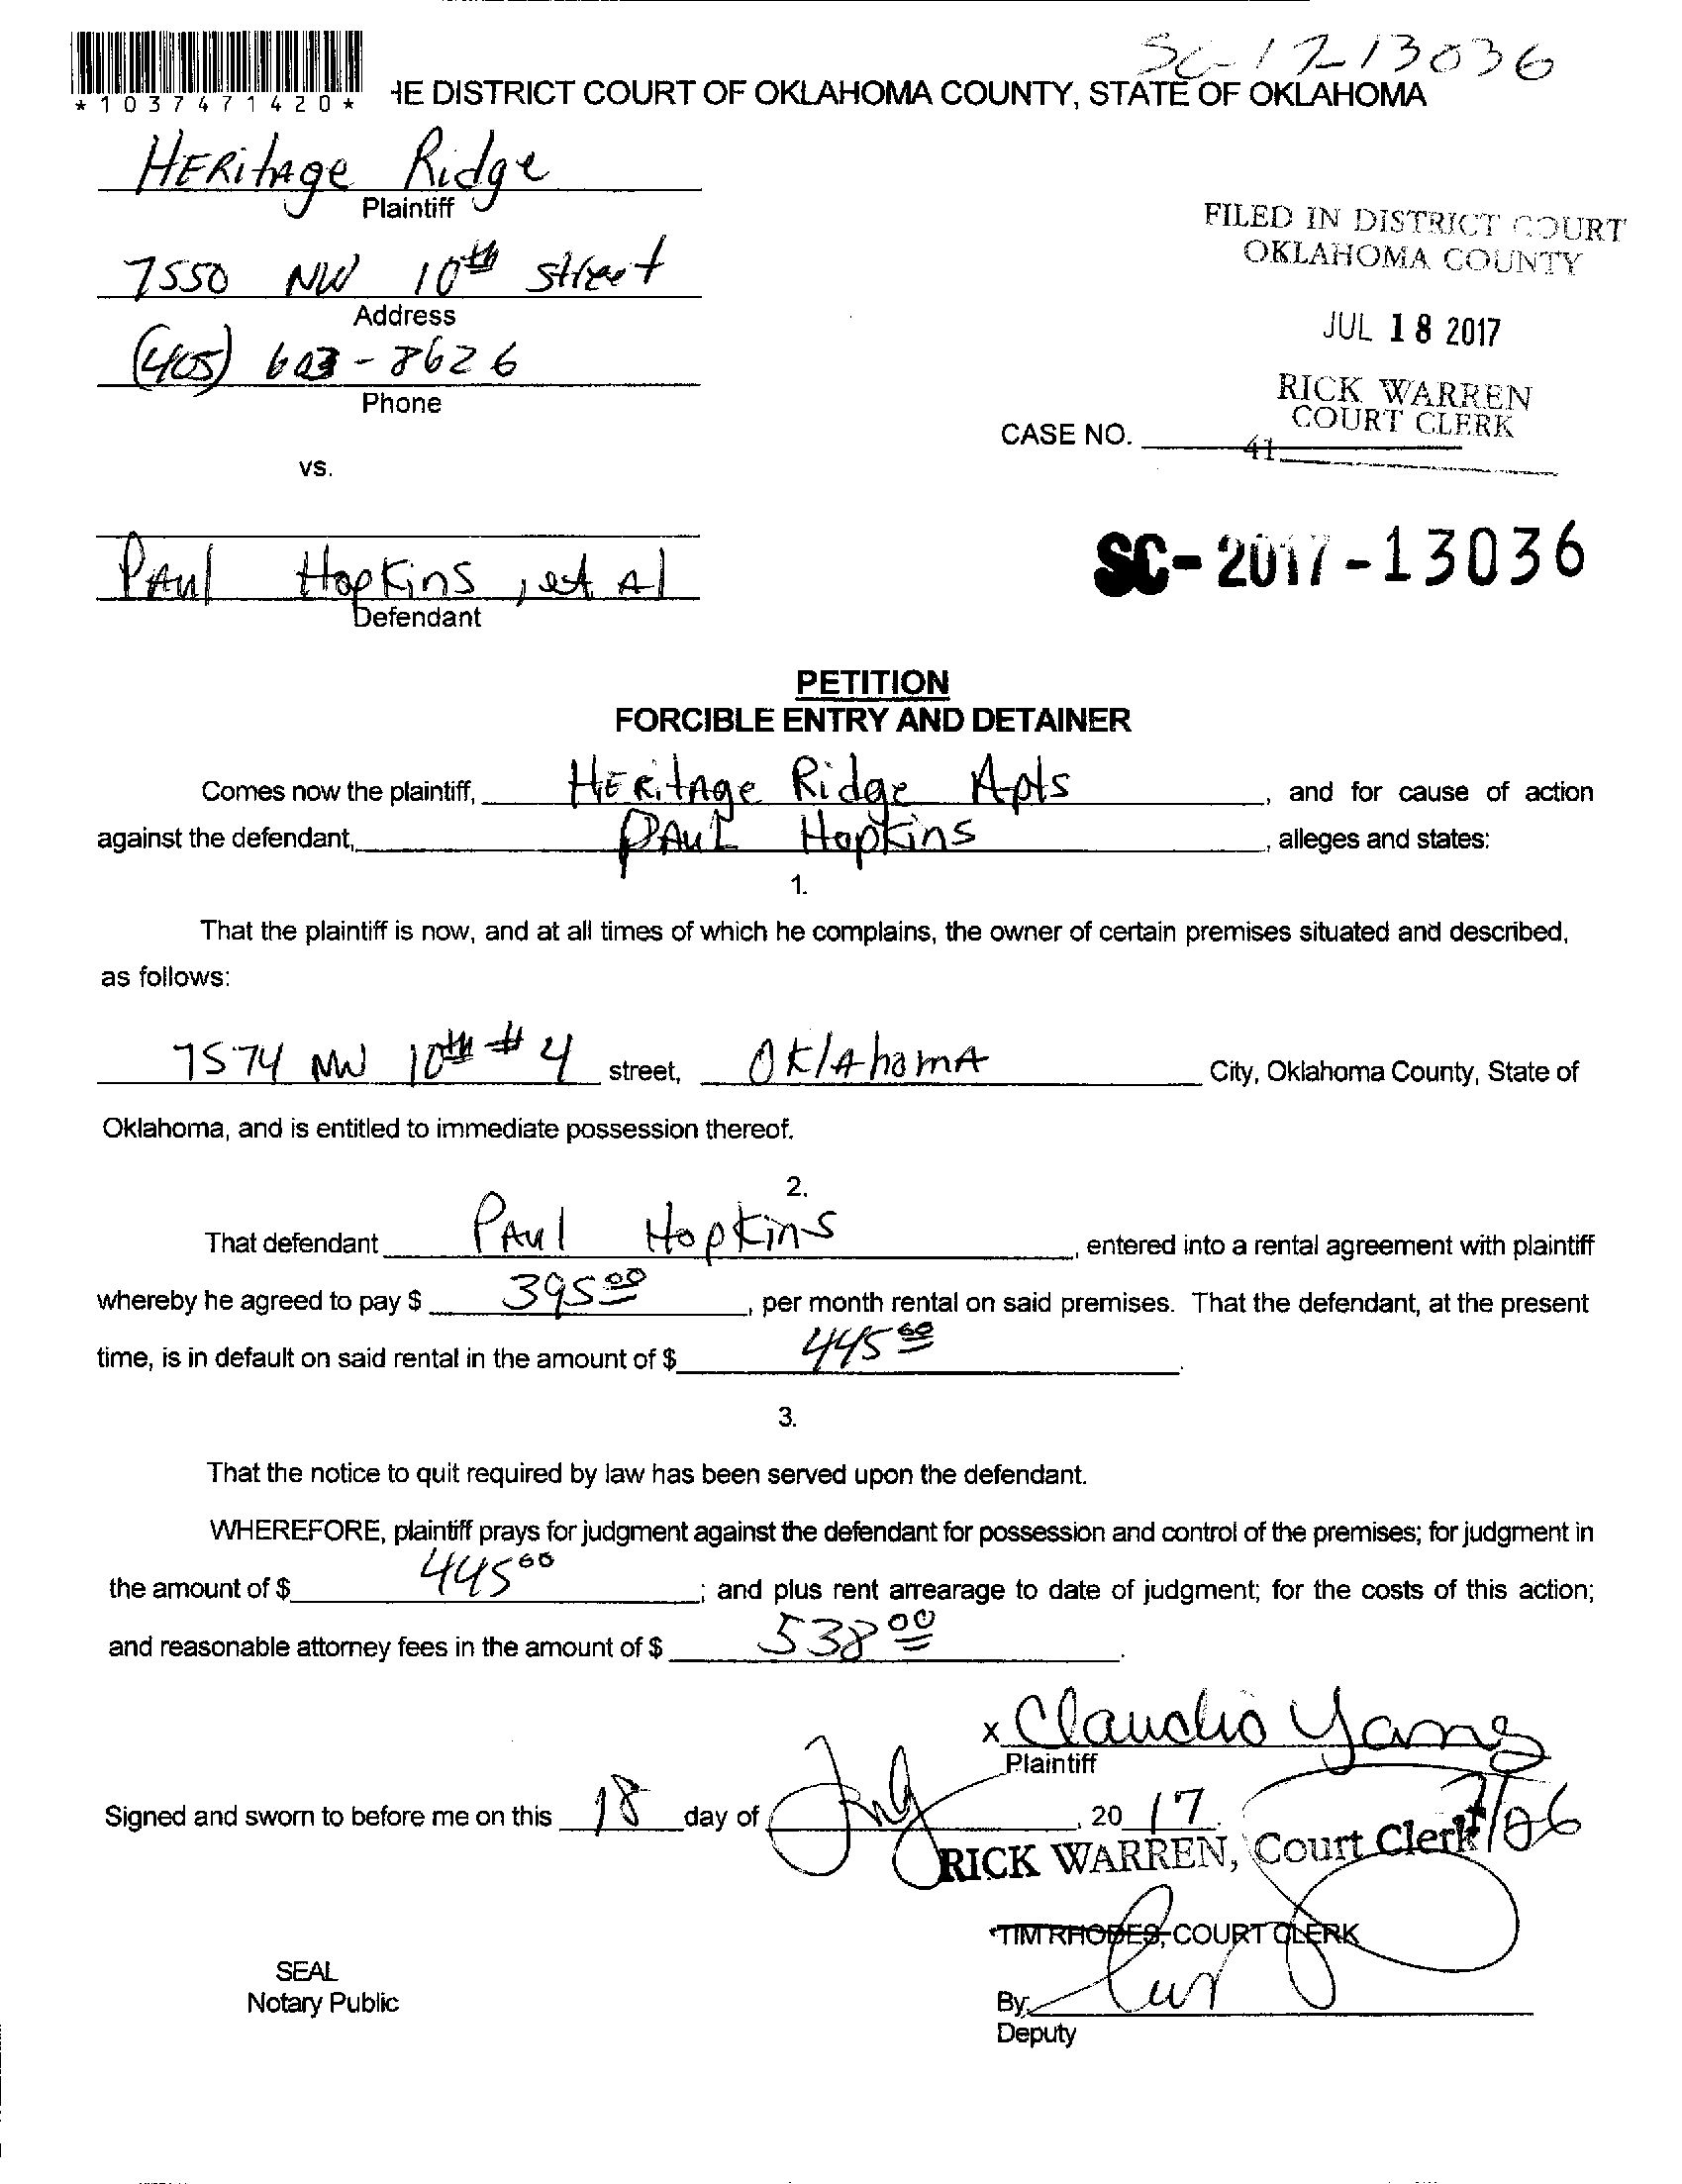 SC-17-13036
*1037471420*
HE DISTRICT COURT OF OKLAHOMA COUNTY, STATE OF OKLAHOMA
HERitAge Ridge
Plaintiff
7550 NW 10th street
Address
(405) 603-8626
Phone
vs.
FILED IN DISTRICT COURT
OKLAHOMA COUNTY
JUL 18 2017
RICK WARREN
COURT CLERK
CASE NO.
41
SC-2017-13036
PAul Hopkins, et Al
Defendant
PETITION
FORCIBLE ENTRY AND DETAINER
Comes now the plaintiff, HERitAge Ridge Apts, and for cause of action
against the defendant, PAul Hopkins, alleges and states:
1.
That the plaintiff is now, and at all times of which he complains, the owner of certain premises situated and described,
as follows:
7574 NW 10th #4 street, OklAhomA City, Oklahoma County, State of
Oklahoma, and is entitled to immediate possession thereof.
2.
That defendant PAul Hopkins, entered into a rental agreement with plaintiff
whereby he agreed to pay $ 395 00, per month rental on said premises. That the defendant, at the present
time, is in default on said rental in the amount of $ 445 00.
3.
That the notice to quit required by law has been served upon the defendant.
WHEREFORE, plaintiff prays for judgment against the defendant for possession and control of the premises; for judgment in
the amount of $ 445 00; and plus rent arrearage to date of judgment; for the costs of this action;
and reasonable attorney fees in the amount of $ 538 00.
x Claudio
Plaintiff
Signed and sworn to before me on this 18 day of July, 2017.
RICK WARREN, Court Clerk
TIM RHODES, COURT CLERK
SEAL
Notary Public
By
Deputy